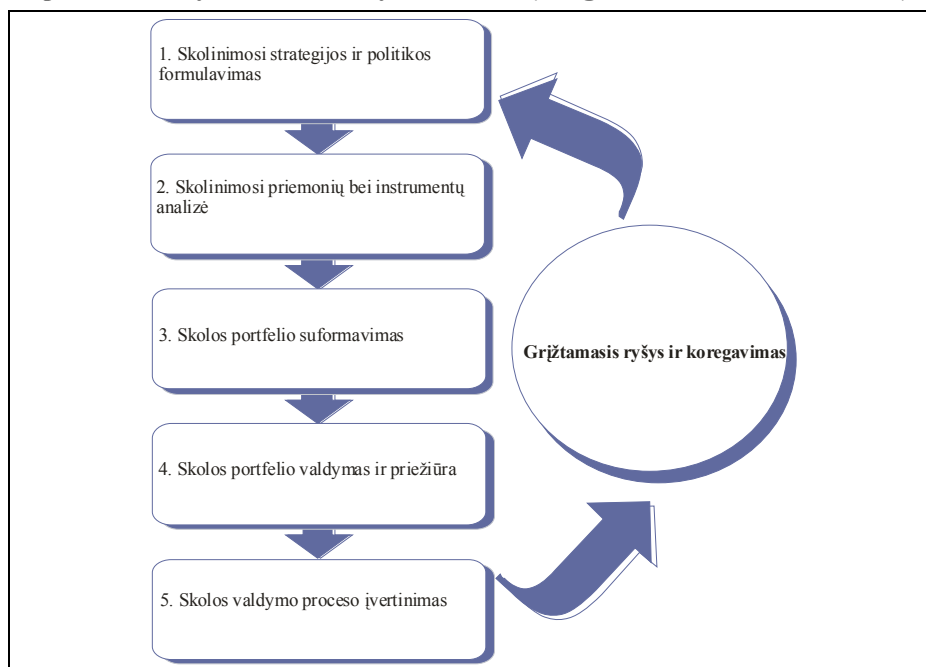 1. Skolinimosi strategijos ir politikos
formulavimas
2. Skolinimosi priemonių bei instrumentų
analizė
3. Skolos portfelio suformavimas
4. Skolos portfelio valdymas ir priežiūra
5. Skolos valdymo proceso įvertinimas
Grįžtamasis ryšys ir koregavimas